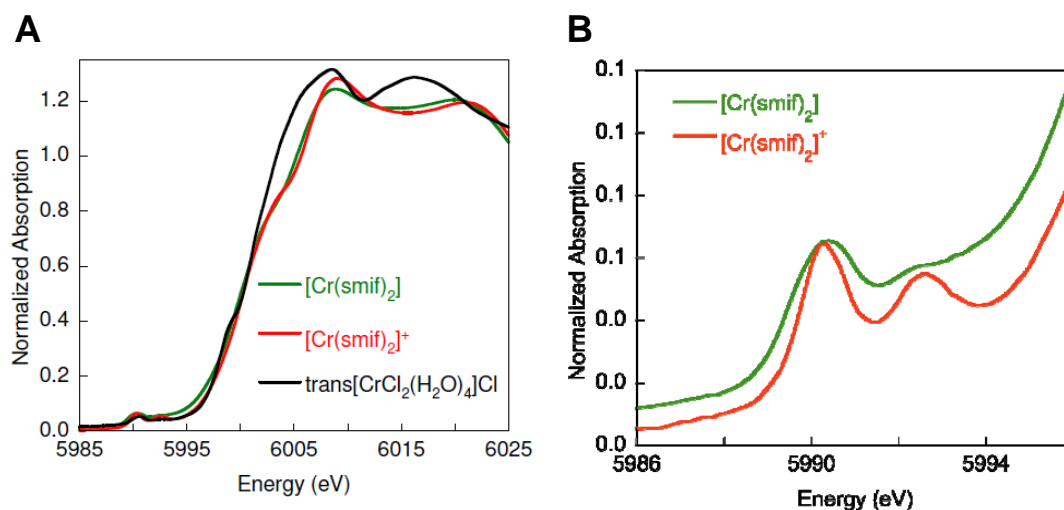 A
B
1.2
1.0
0.8
0.6
0.4
0.2
0.0
Normalized Absorption
[Cr(smif)₂]
[Cr(smif)₂]⁺
trans[CrCl₂(H₂O)₄]Cl
5985
5995
6005
6015
6025
Energy (eV)
0.1
0.1
0.1
0.1
0.0
0.0
0.0
Normalized Absorption
[Cr(smif)₂]
[Cr(smif)₂]⁺
5986
5990
5994
Energy (eV)